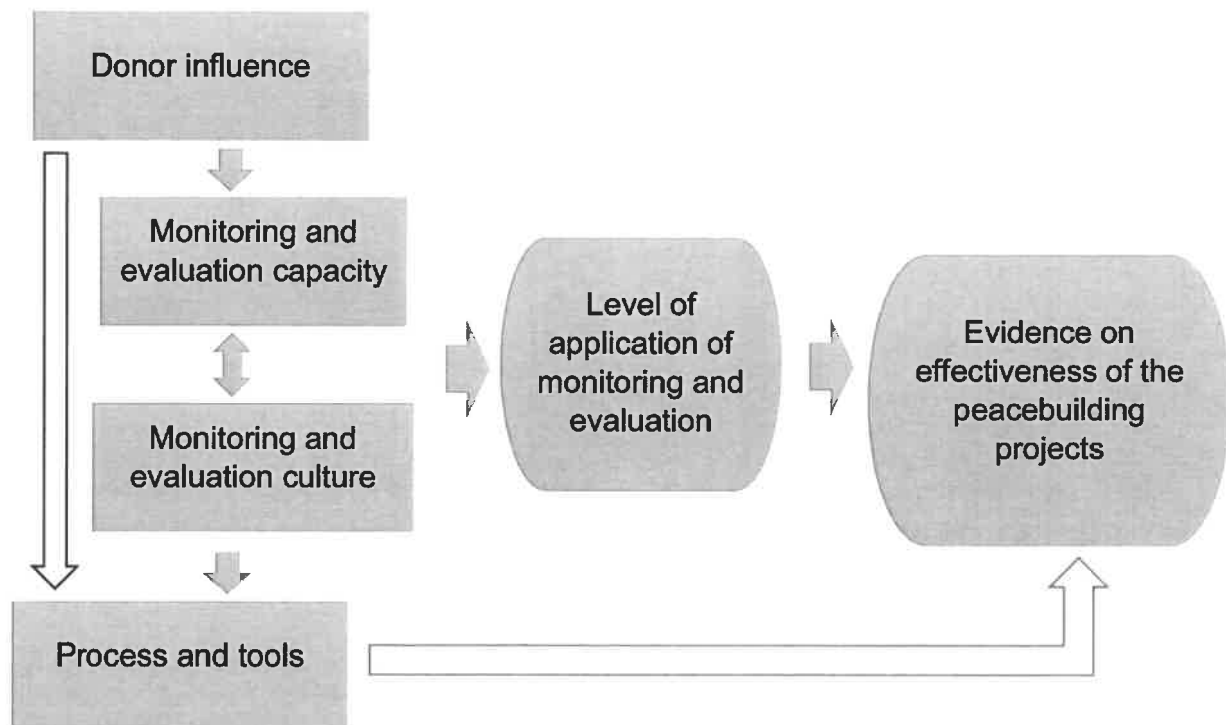 Donor influence
Monitoring and
evaluation capacity
Monitoring and
evaluation culture
Process and tools
Level of
application of
monitoring and
evaluation
Evidence on
effectiveness of the
peacebuilding
projects